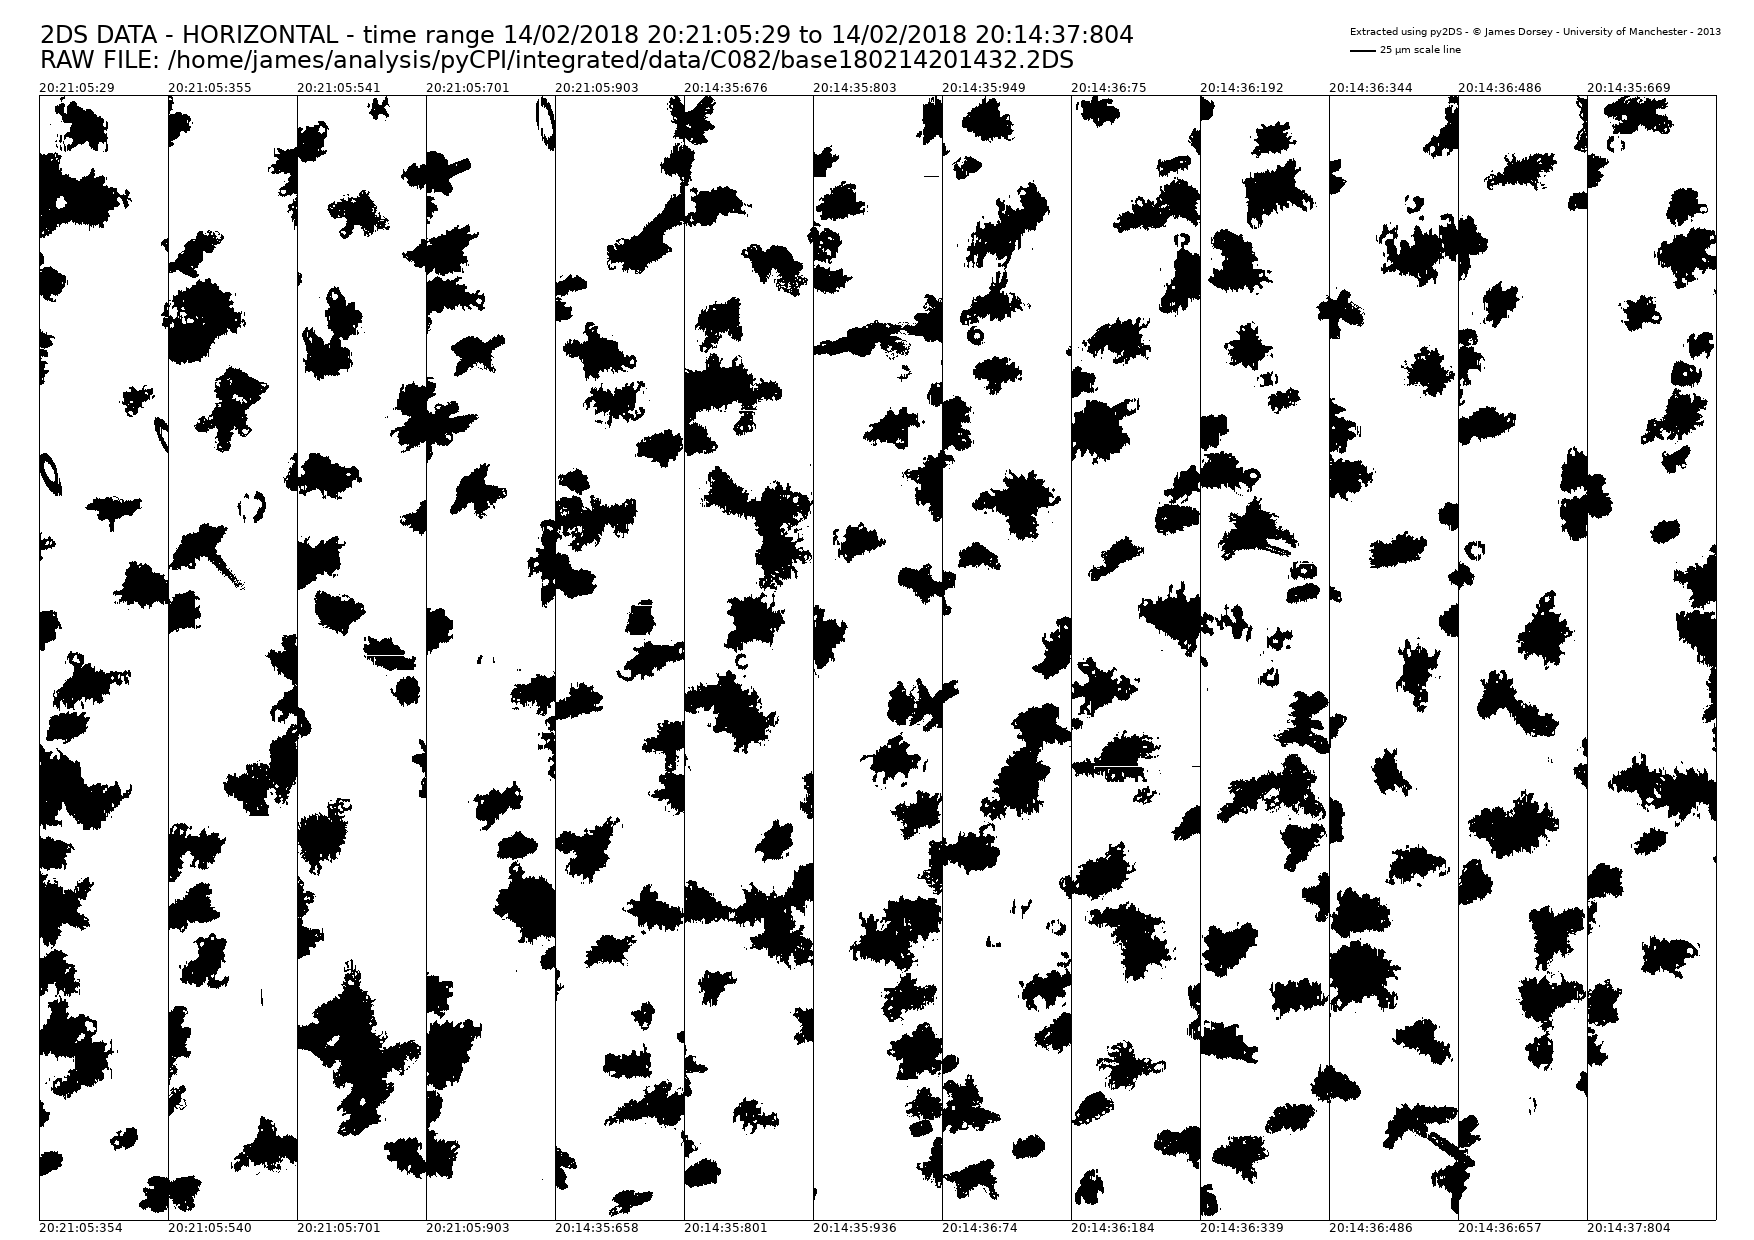 2DS DATA - HORIZONTAL - time range 14/02/2018 20:21:05:29 to 14/02/2018 20:14:37:804
Extracted using py2DS - © James Dorsey - University of Manchester - 2013
25 μm scale line
RAW FILE: /home/james/analysis/pyCPI/integrated/data/C082/base180214201432.2DS
20:21:05:29 20:21:05:355 20:21:05:541 20:21:05:701 20:21:05:903 20:14:35:676 20:14:35:803 20:14:35:949 20:14:36:75 20:14:36:192 20:14:36:344 20:14:36:486 20:14:35:669
20:21:05:354 20:21:05:540 20:21:05:701 20:21:05:903 20:14:35:658 20:14:35:801 20:14:35:936 20:14:36:74 20:14:36:184 20:14:36:339 20:14:36:486 20:14:36:657 20:14:37:804